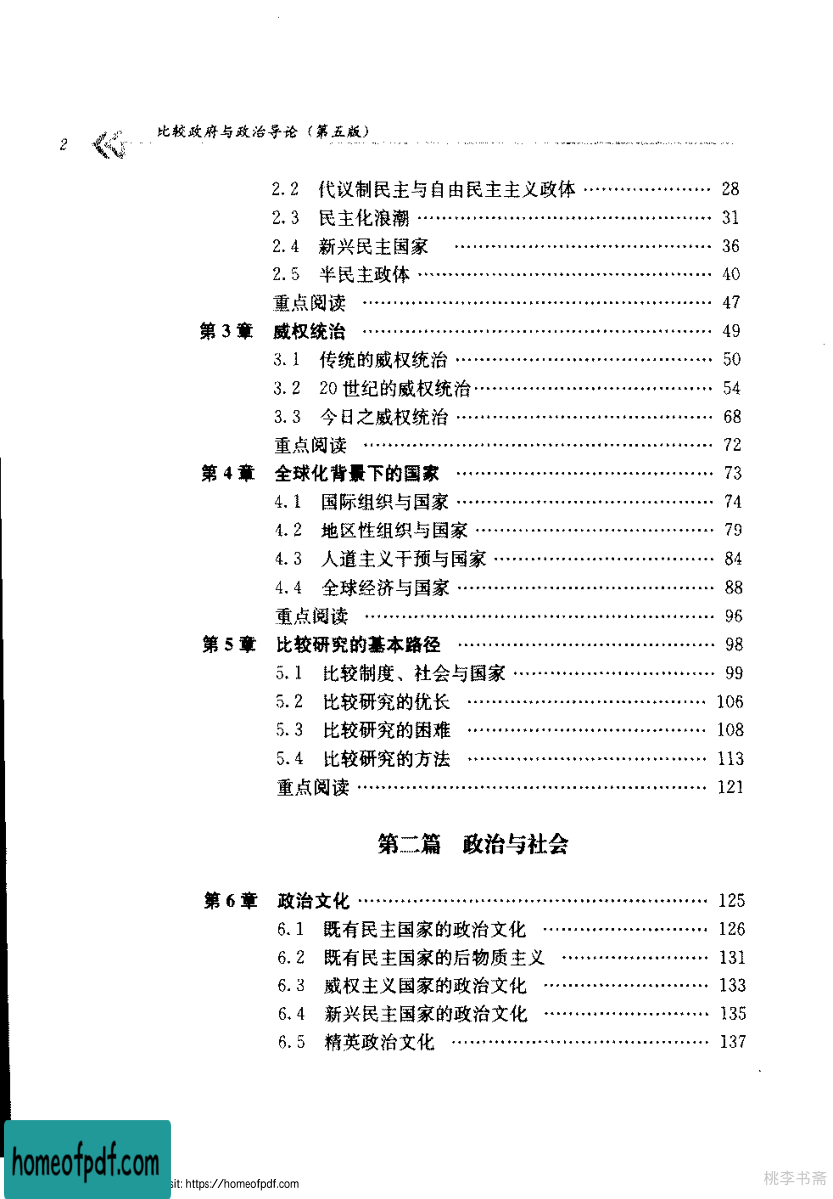 2 比较政府与政治导论（第五版）
2.2 代议制民主与自由民主主义政体 ………………… 28
2.3 民主化浪潮 ………………… 31
2.4 新兴民主国家 ………………… 36
2.5 半民主政体 ………………… 40
重点阅读 ………………… 47
第3章 威权统治 ………………… 49
3.1 传统的威权统治 ………………… 50
3.2 20世纪的威权统治 ………………… 54
3.3 今日之威权统治 ………………… 68
重点阅读 ………………… 72
第4章 全球化背景下的国家 ………………… 73
4.1 国际组织与国家 ………………… 74
4.2 地区性组织与国家 ………………… 79
4.3 人道主义干预与国家 ………………… 84
4.4 全球经济与国家 ………………… 88
重点阅读 ………………… 96
第5章 比较研究的基本路径 ………………… 98
5.1 比较制度、社会与国家 ………………… 99
5.2 比较研究的优长 ………………… 106
5.3 比较研究的困难 ………………… 108
5.4 比较研究的方法 ………………… 113
重点阅读 ………………… 121
第二篇 政治与社会
第6章 政治文化 ………………… 125
6.1 既有民主国家的政治文化 ………………… 126
6.2 既有民主国家的后物质主义 ………………… 131
6.3 威权主义国家的政治文化 ………………… 133
6.4 新兴民主国家的政治文化 ………………… 135
6.5 精英政治文化 ………………… 137
homeofpdf.com
sit: https://homeofpdf.com
桃李书斋